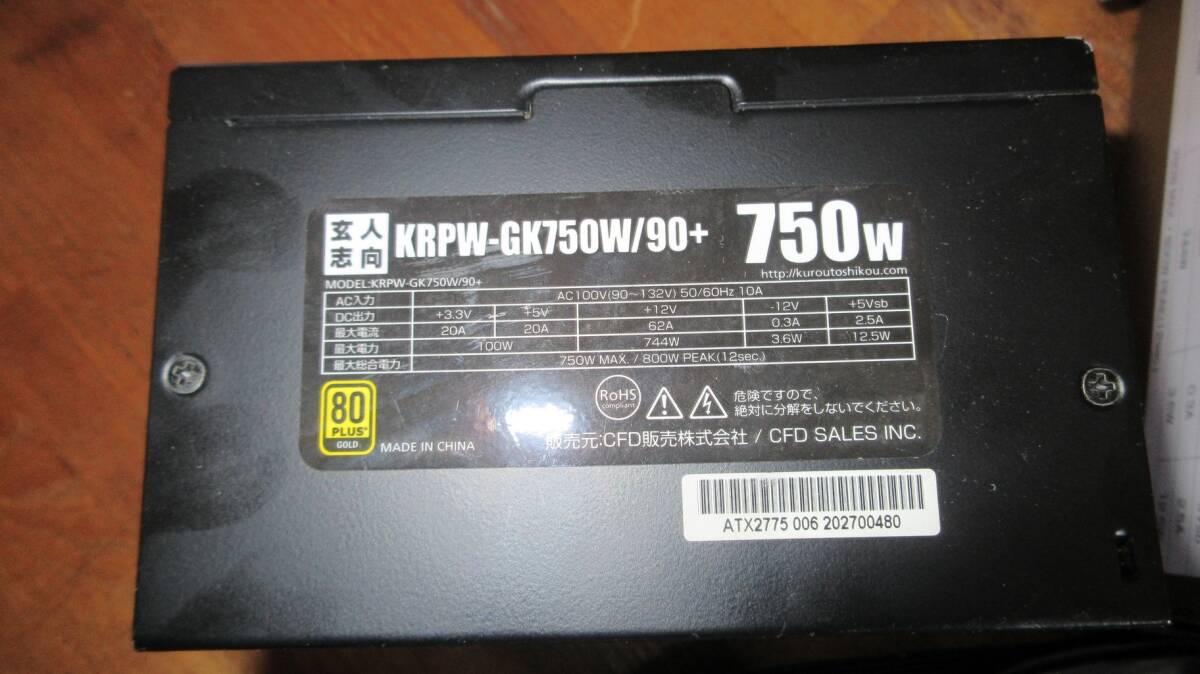 玄人志向 KRPW-GK750W/90+ 750W
http://kuroutoshikou.com
MODEL:KRPW-GK750W/90+
AC入力 AC100V(90~132V) 50/60Hz 10A
DC出力 +3.3V +5V +12V -12V +5Vsb
最大電流 20A 20A 62A 0.3A 2.5A
最大電力 100W 744W 3.6W 12.5W
最大総合電力 750W MAX. / 800W PEAK(12sec.)
80 PLUS GOLD
MADE IN CHINA
RoHS compliant
危険ですので、
絶対に分解をしないでください。
販売元:CFD販売株式会社 / CFD SALES INC.
ATX2775 006 202700480